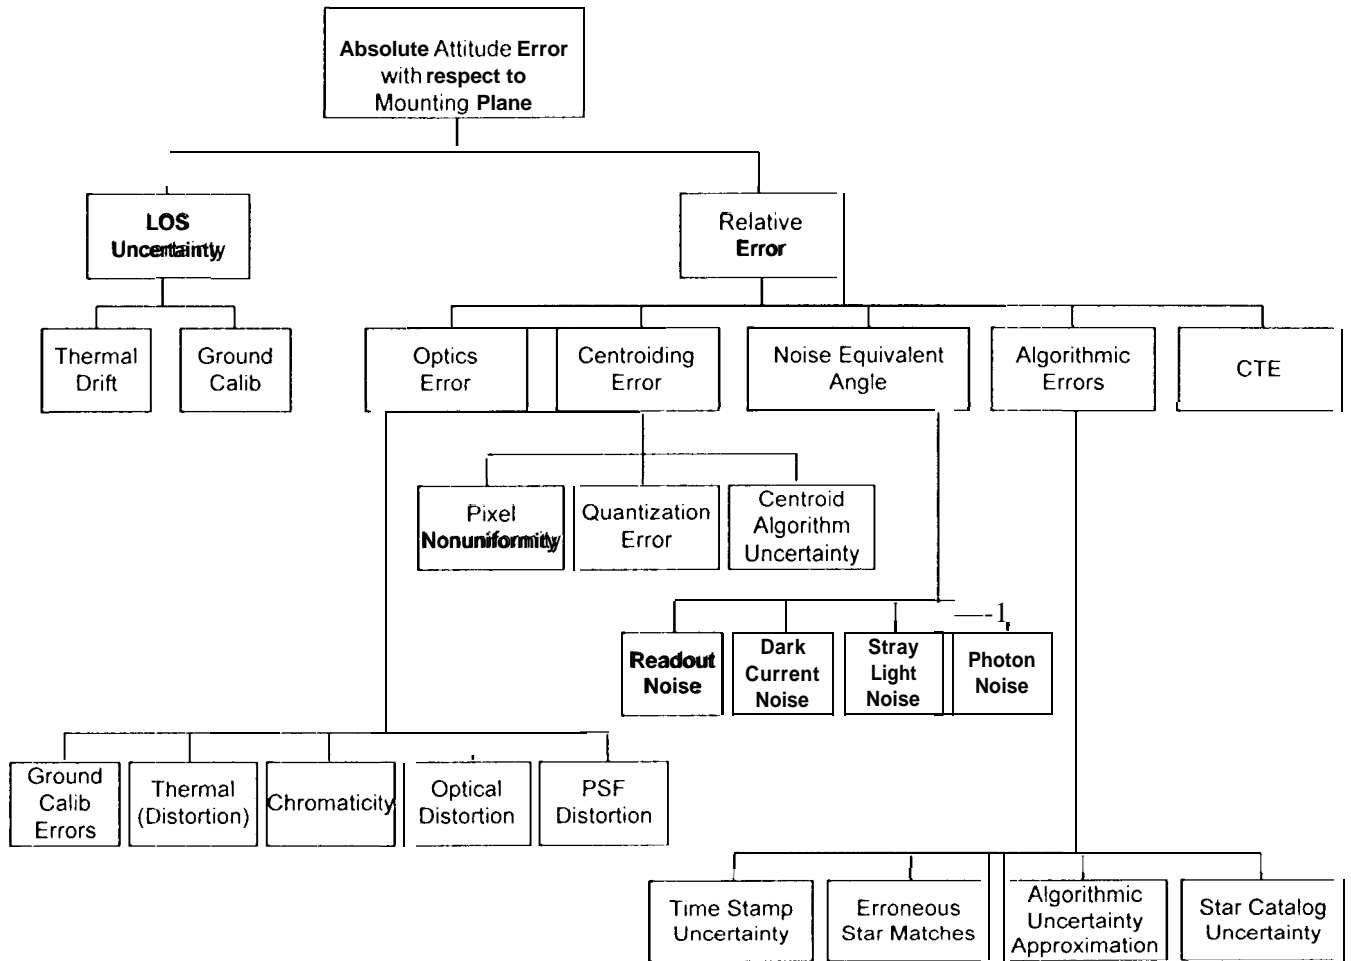 Absolute Attitude Error
with respect to
Mounting Plane
LOS
Uncertainty
Relative
Error
Thermal
Drift
Ground
Calib
Optics
Error
Centroiding
Error
Noise Equivalent
Angle
Algorithmic
Errors
CTE
Pixel
Nonuniformity
Quantization
Error
Centroid
Algorithm
Uncertainty
Readout
Noise
Dark
Current
Noise
Stray
Light
Noise
Photon
Noise
Ground
Calib
Errors
Thermal
(Distortion)
Chromaticity
Optical
Distortion
PSF
Distortion
Time Stamp
Uncertainty
Erroneous
Star Matches
Algorithmic
Uncertainty
Approximation
Star Catalog
Uncertainty